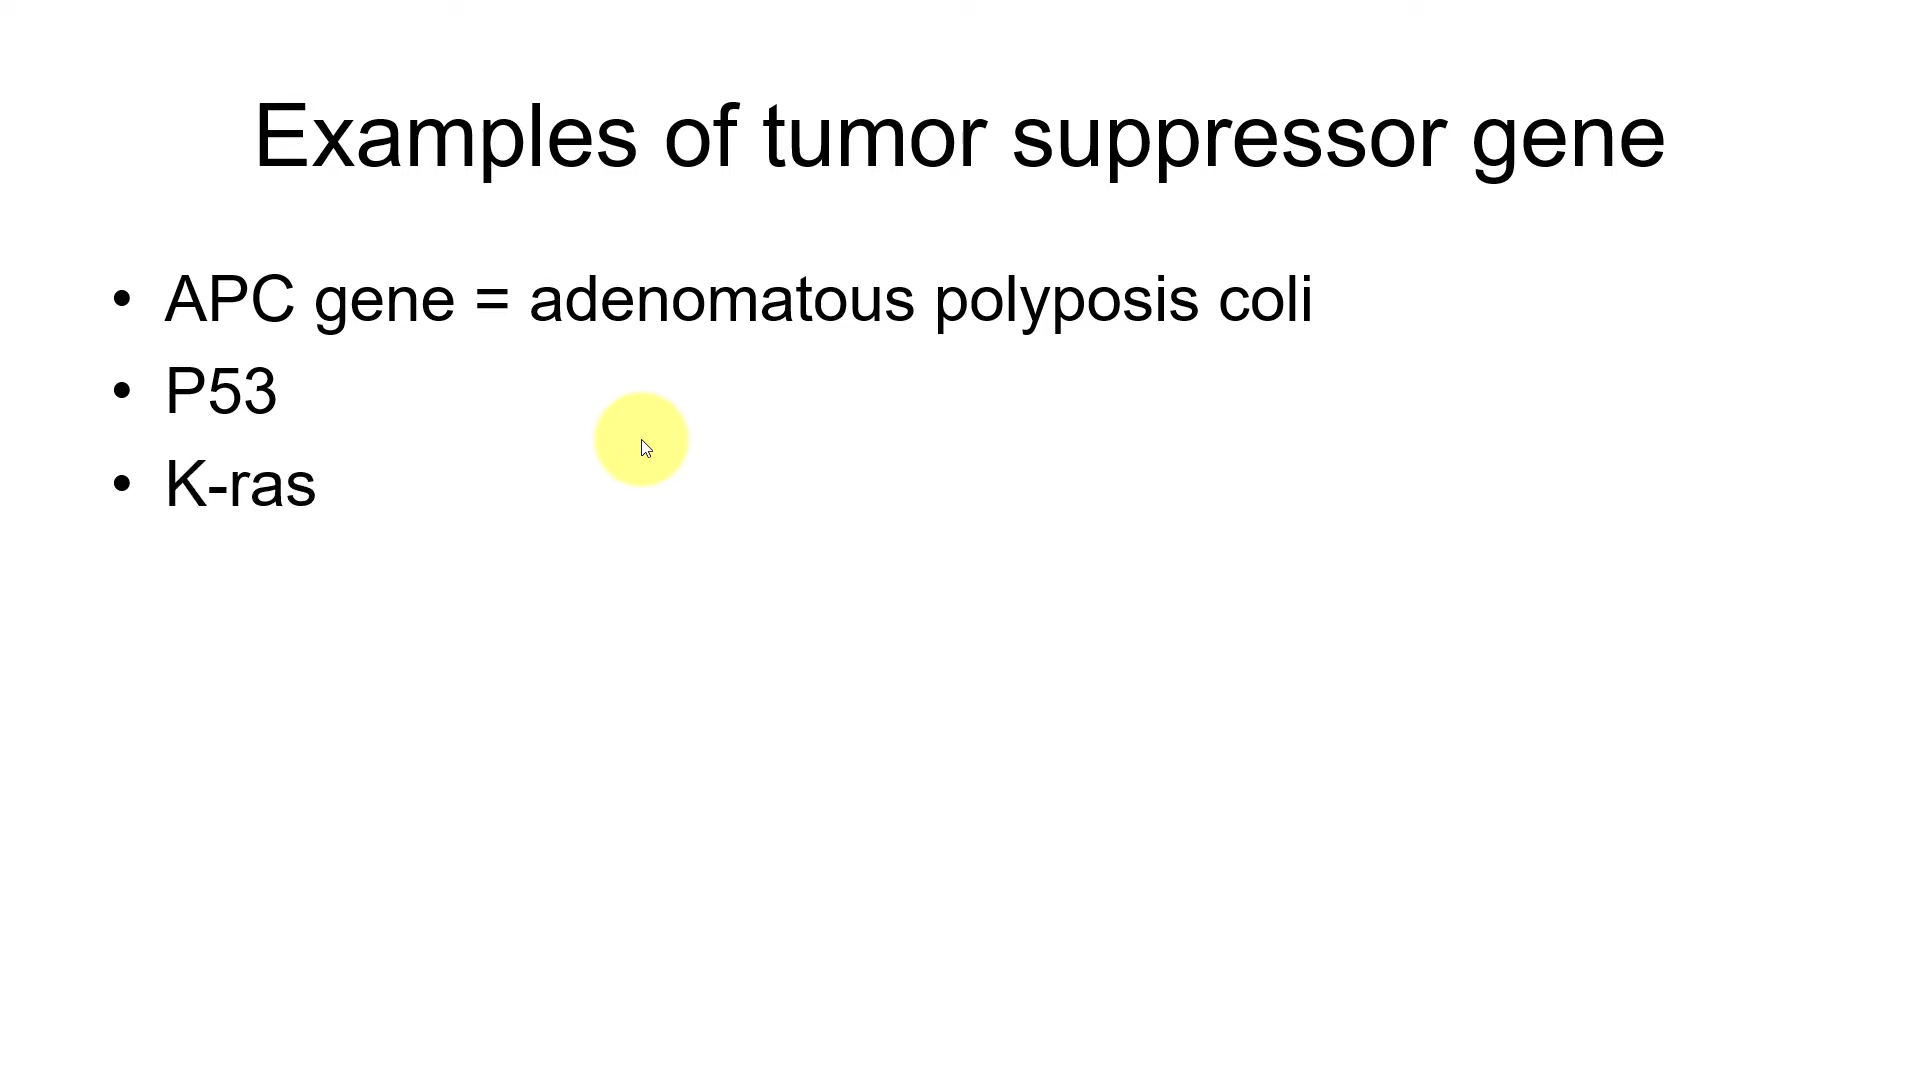 Examples of tumor suppressor gene
• APC gene = adenomatous polyposis coli
• P53
• K-ras